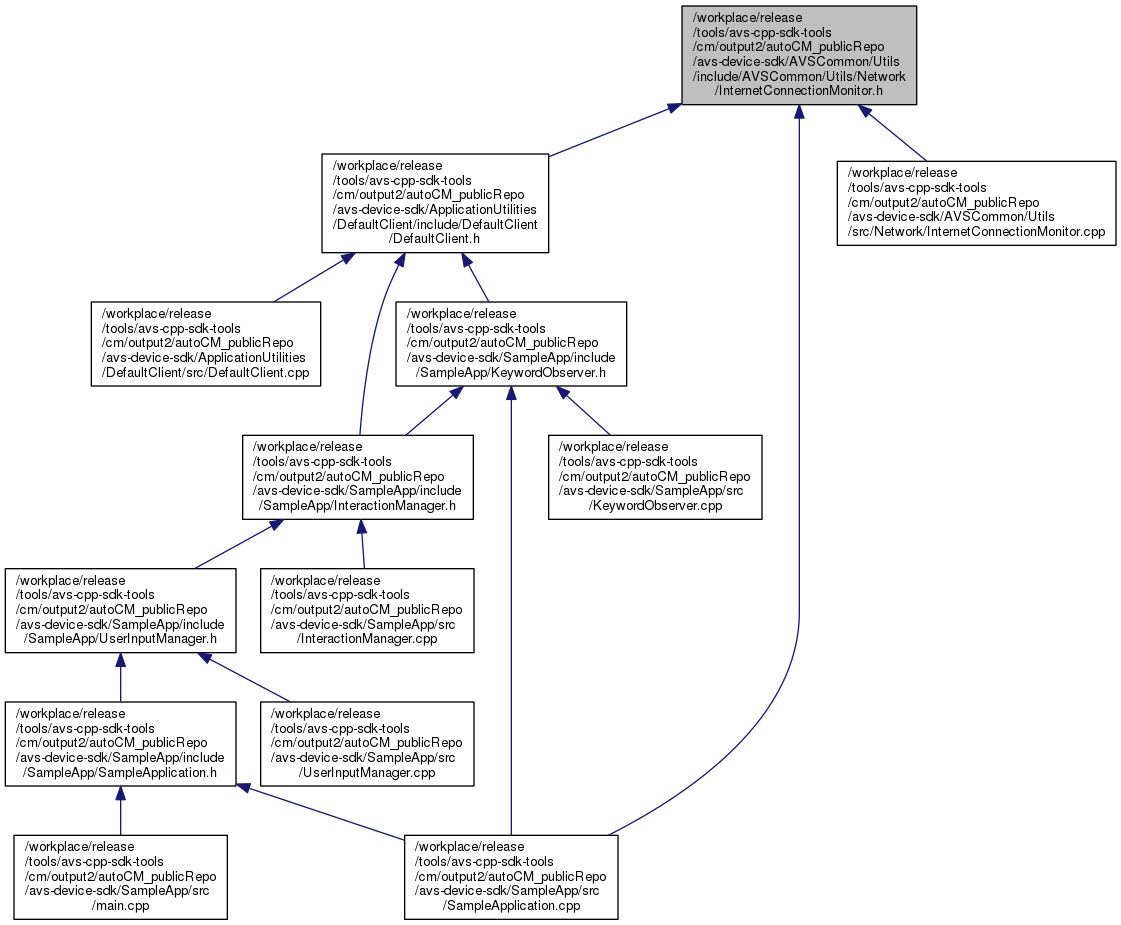 /workplace/release
/tools/avs-cpp-sdk-tools
/cm/output2/autoCM_publicRepo
/avs-device-sdk/AVSCommon/Utils
/include/AVSCommon/Utils/Network
/InternetConnectionMonitor.h
/workplace/release
/tools/avs-cpp-sdk-tools
/cm/output2/autoCM_publicRepo
/avs-device-sdk/ApplicationUtilities
/DefaultClient/include/DefaultClient
/DefaultClient.h
/workplace/release
/tools/avs-cpp-sdk-tools
/cm/output2/autoCM_publicRepo
/avs-device-sdk/AVSCommon/Utils
/src/Network/InternetConnectionMonitor.cpp
/workplace/release
/tools/avs-cpp-sdk-tools
/cm/output2/autoCM_publicRepo
/avs-device-sdk/ApplicationUtilities
/DefaultClient/src/DefaultClient.cpp
/workplace/release
/tools/avs-cpp-sdk-tools
/cm/output2/autoCM_publicRepo
/avs-device-sdk/SampleApp/include
/SampleApp/KeywordObserver.h
/workplace/release
/tools/avs-cpp-sdk-tools
/cm/output2/autoCM_publicRepo
/avs-device-sdk/SampleApp/include
/SampleApp/InteractionManager.h
/workplace/release
/tools/avs-cpp-sdk-tools
/cm/output2/autoCM_publicRepo
/avs-device-sdk/SampleApp/src
/KeywordObserver.cpp
/workplace/release
/tools/avs-cpp-sdk-tools
/cm/output2/autoCM_publicRepo
/avs-device-sdk/SampleApp/include
/SampleApp/UserInputManager.h
/workplace/release
/tools/avs-cpp-sdk-tools
/cm/output2/autoCM_publicRepo
/avs-device-sdk/SampleApp/src
/InteractionManager.cpp
/workplace/release
/tools/avs-cpp-sdk-tools
/cm/output2/autoCM_publicRepo
/avs-device-sdk/SampleApp/include
/SampleApp/SampleApplication.h
/workplace/release
/tools/avs-cpp-sdk-tools
/cm/output2/autoCM_publicRepo
/avs-device-sdk/SampleApp/src
/UserInputManager.cpp
/workplace/release
/tools/avs-cpp-sdk-tools
/cm/output2/autoCM_publicRepo
/avs-device-sdk/SampleApp/src
/main.cpp
/workplace/release
/tools/avs-cpp-sdk-tools
/cm/output2/autoCM_publicRepo
/avs-device-sdk/SampleApp/src
/SampleApplication.cpp